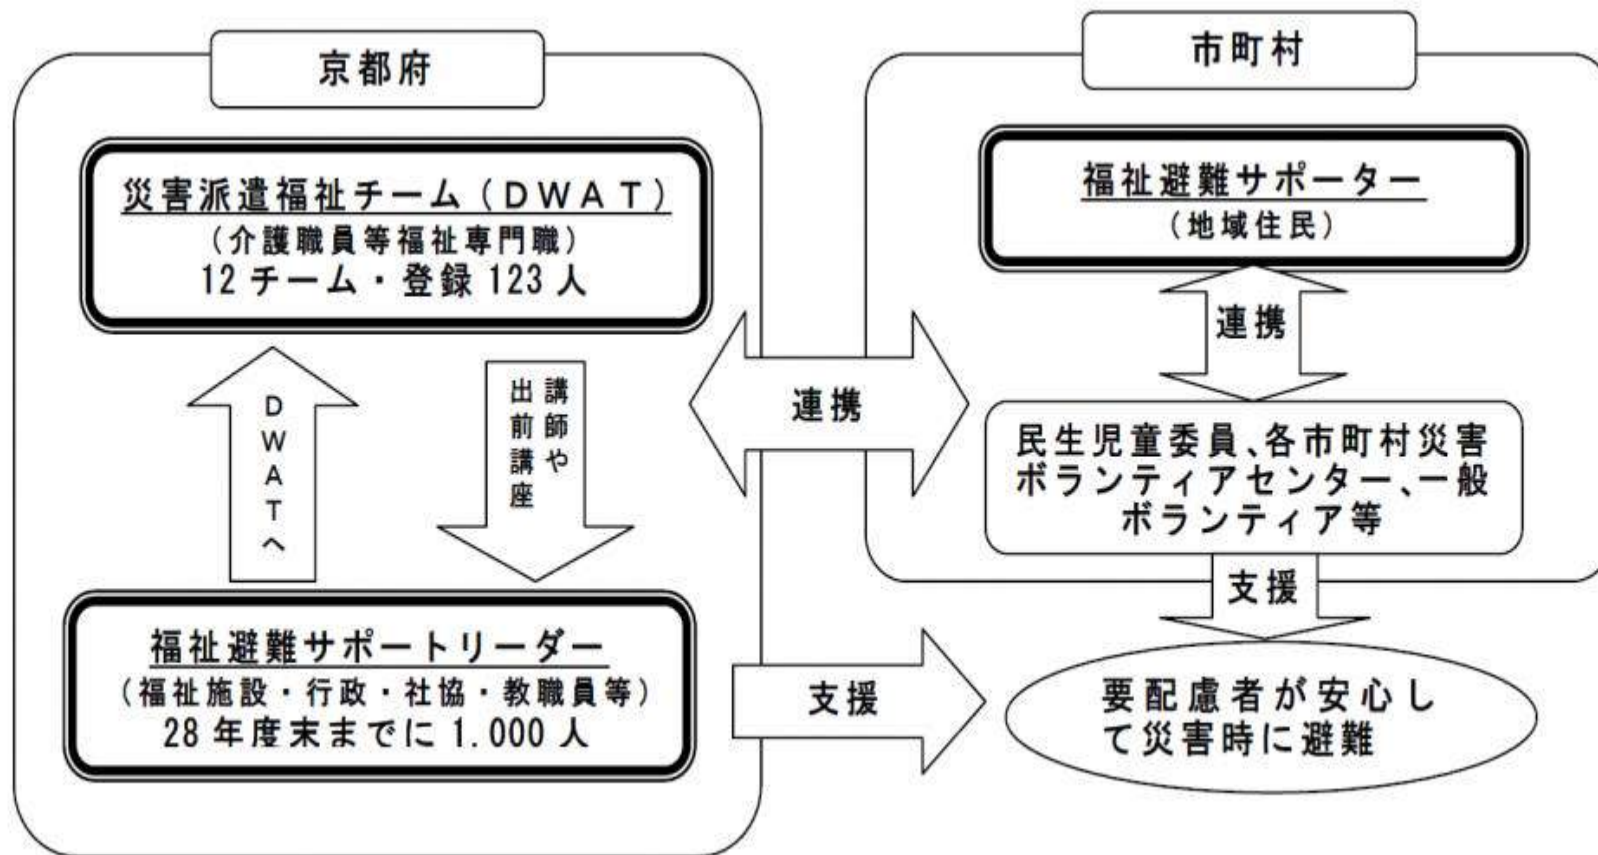 京都府
災害派遣福祉チーム(DWAT)
(介護職員等福祉専門職)
12チーム・登録123人
DWATへ
講師や
出前講座
福祉避難サポートリーダー
(福祉施設・行政・社協・教職員等)
28年度末までに1.000人
連携
支援
市町村
福祉避難サポーター
(地域住民)
連携
民生児童委員、各市町村災害
ボランティアセンター、一般
ボランティア等
支援
要配慮者が安心し
て災害時に避難